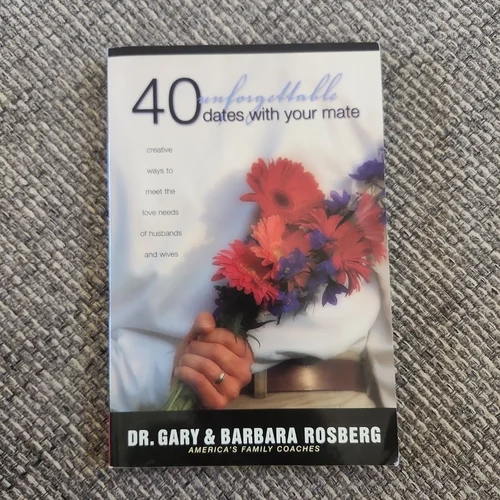 40 unforgettable
dates with your mate
creative
ways to
meet the
love needs
of husbands
and wives
DR. GARY & BARBARA ROSBERG
AMERICA'S FAMILY COACHES